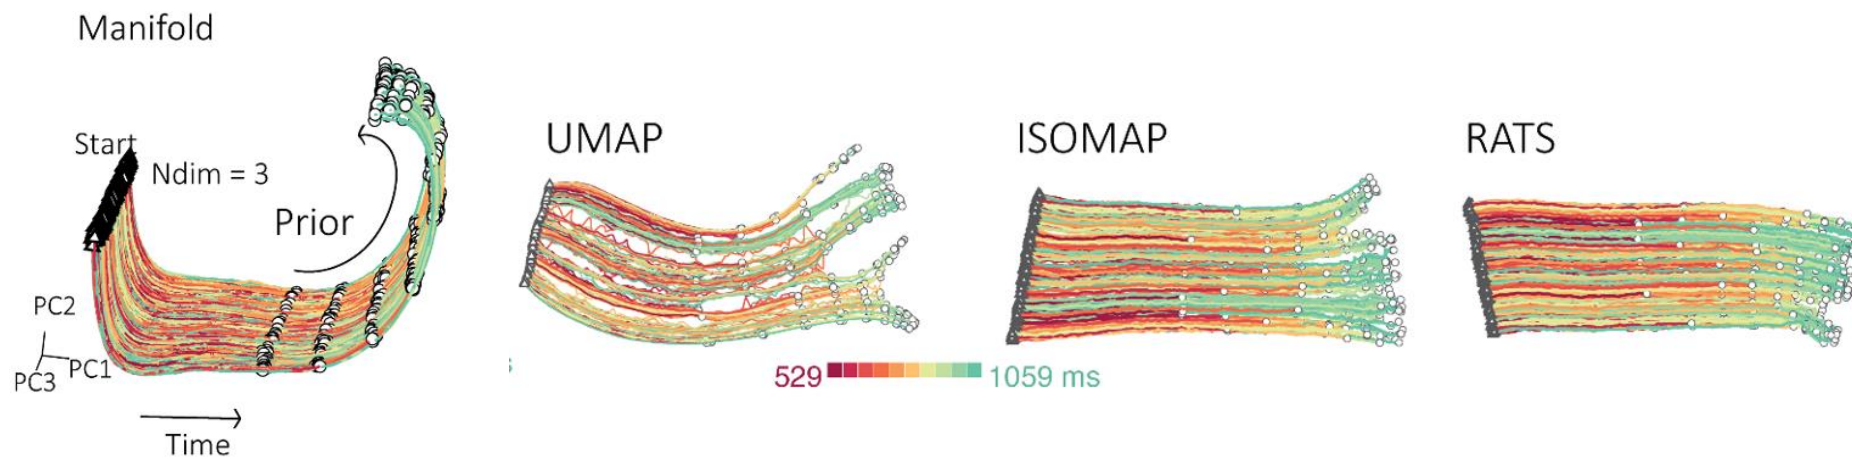 Manifold
Start
Ndim = 3
Prior
PC2
PC1
PC3
Time
UMAP
ISOMAP
RATS
529
1059 ms